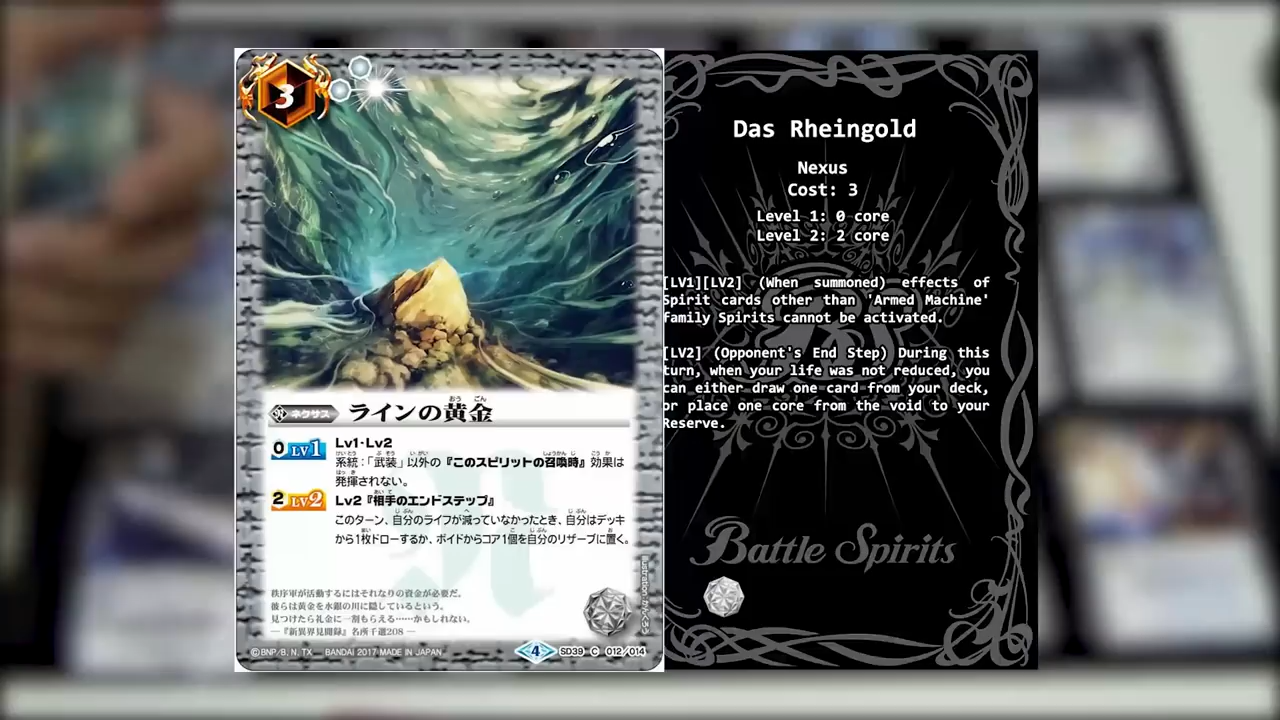 3
ネクサス
ラインの黄金
おう ごん
0 LV1
Lv1・Lv2
系統：「武装」以外の『このスピリットの召喚時』効果は
発揮されない。
2 LV2
Lv2『相手のエンドステップ』
このターン、自分のライフが減っていなかったとき、自分はデッキ
から1枚ドローするか、ボイドからコア1個を自分のリザーブに置く。
秩序軍が活動するにはそれなりの資金が必要だ。
彼らは黄金を水銀の川に隠しているという。
見つけたら礼金に一割もらえる……かもしれない。
—『新異界見聞録』名所千選208 —
©BNP/B, N, TX BANDAI 2017 MADE IN JAPAN
4
SD39 C 012/014
Das Rheingold
Nexus
Cost: 3
Level 1: 0 core
Level 2: 2 core
[LV1][LV2] (When summoned) effects of
Spirit cards other than 'Armed Machine'
family Spirits cannot be activated.
[LV2] (Opponent's End Step) During this
turn, when your life was not reduced, you
can either draw one card from your deck,
or place one core from the void to your
Reserve.
Battle Spirits